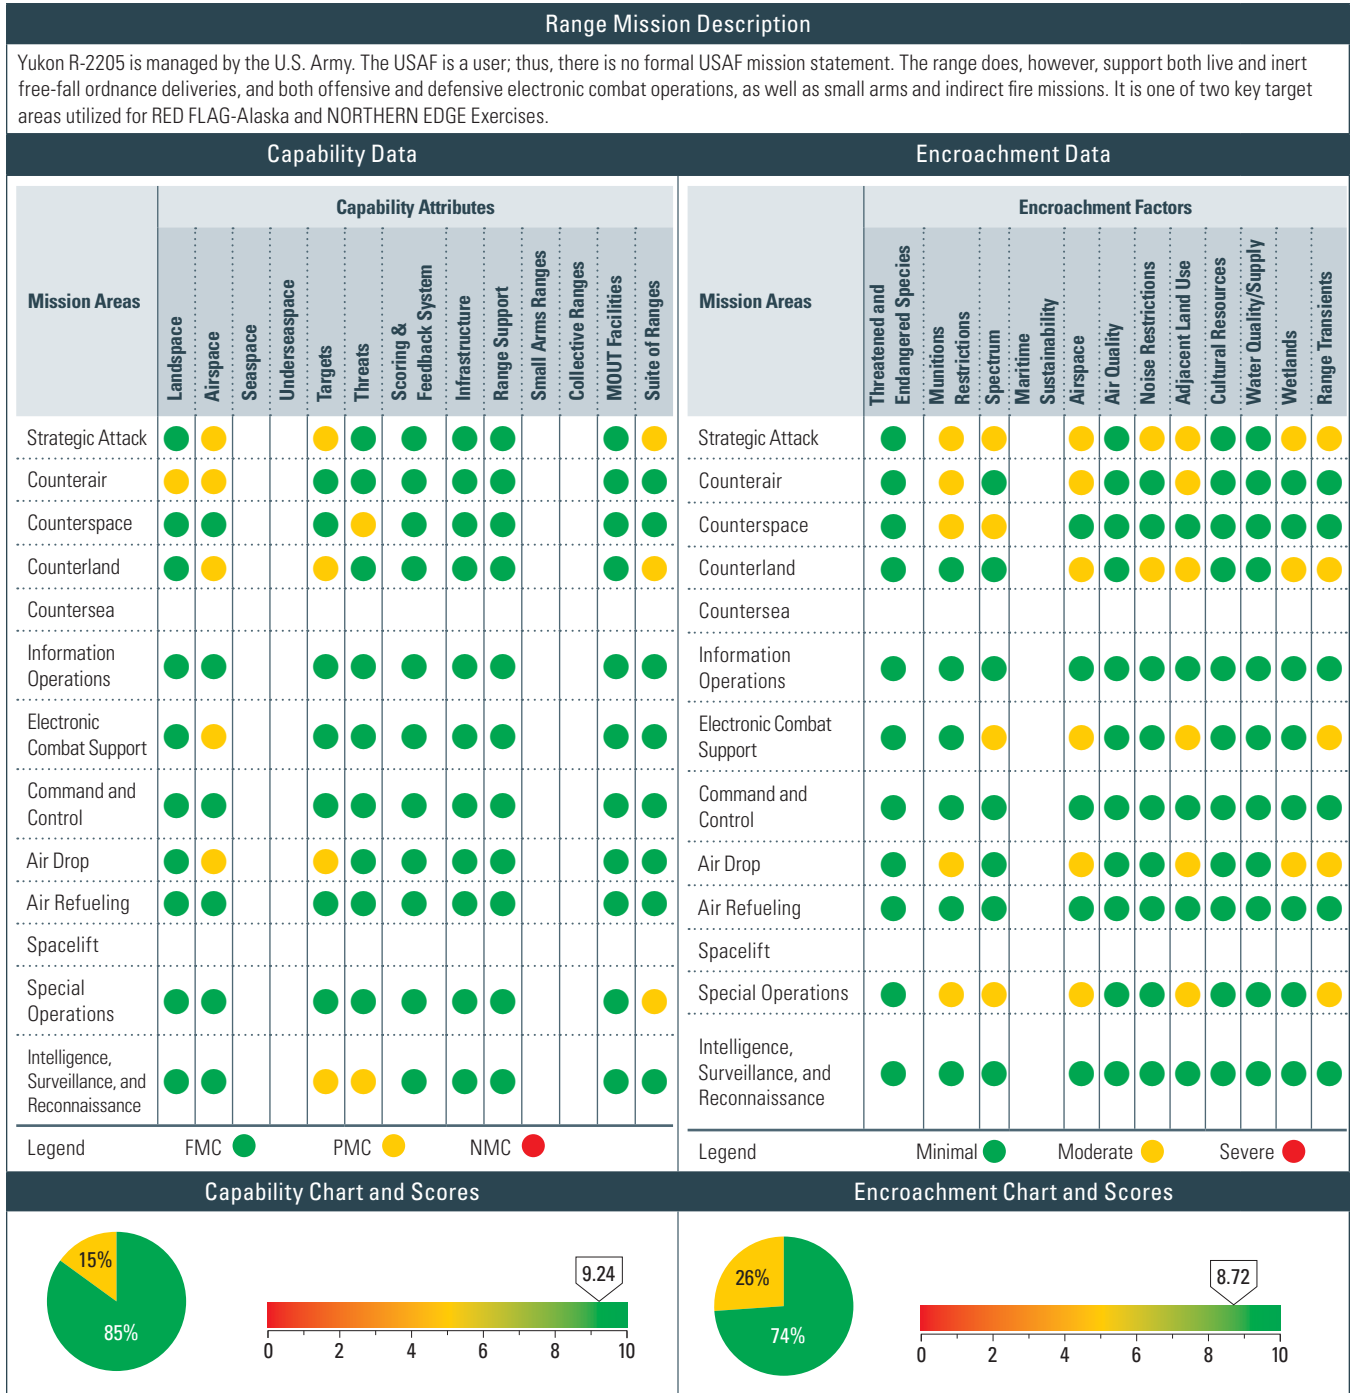 Range Mission Description
Yukon R-2205 is managed by the U.S. Army. The USAF is a user; thus, there is no formal USAF mission statement. The range does, however, support both live and inert
free-fall ordnance deliveries, and both offensive and defensive electronic combat operations, as well as small arms and indirect fire missions. It is one of two key target
areas utilized for RED FLAG-Alaska and NORTHERN EDGE Exercises.
Capability Data
Mission Areas
Capability Attributes
Landspace
Airspace
Seaspace
Underseaspace
Targets
Threats
Scoring &
Feedback System
Infrastructure
Range Support
Small Arms Ranges
Collective Ranges
MOUT Facilities
Suite of Ranges
Strategic Attack
Counterair
Counterspace
Counterland
Countersea
Information
Operations
Electronic
Combat Support
Command and
Control
Air Drop
Air Refueling
Spacelift
Special
Operations
Intelligence,
Surveillance, and
Reconnaissance
Legend FMC PMC NMC
Encroachment Data
Mission Areas
Encroachment Factors
Threatened and
Endangered Species
Munitions
Restrictions
Spectrum
Maritime
Sustainability
Airspace
Air Quality
Noise Restrictions
Adjacent Land Use
Cultural Resources
Water Quality/Supply
Wetlands
Range Transients
Strategic Attack
Counterair
Counterspace
Counterland
Countersea
Information
Operations
Electronic Combat
Support
Command and
Control
Air Drop
Air Refueling
Spacelift
Special Operations
Intelligence,
Surveillance, and
Reconnaissance
Legend Minimal Moderate Severe
Capability Chart and Scores
15%
85%
9.24
0 2 4 6 8 10
Encroachment Chart and Scores
26%
74%
8.72
0 2 4 6 8 10